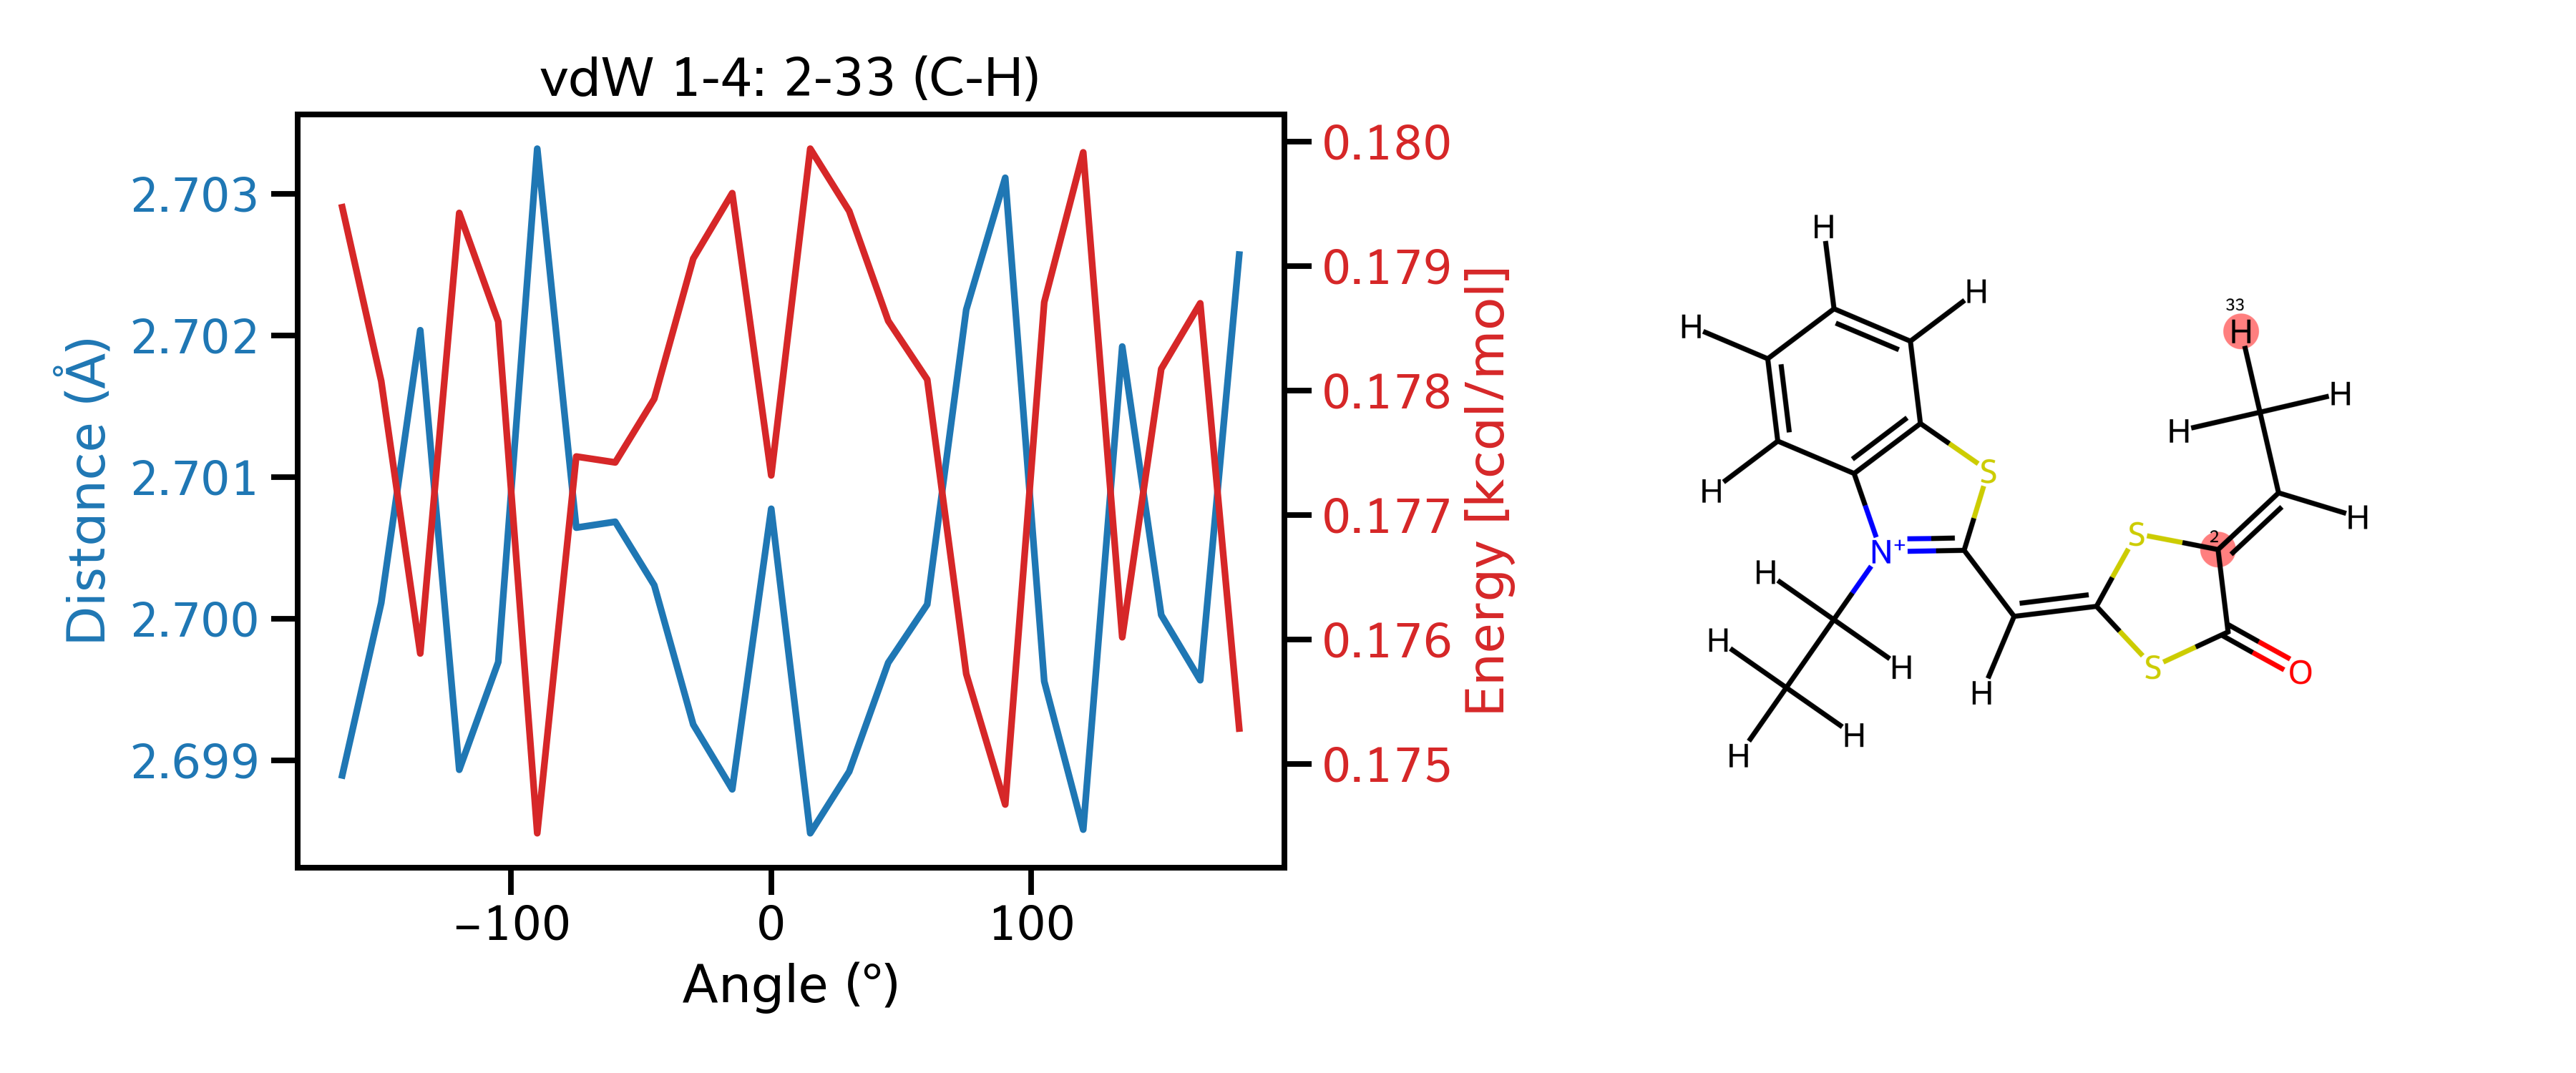 vdW 1-4: 2-33 (C-H)
Distance (Å)
2.703
2.702
2.701
2.700
2.699
0.180
0.179
0.178
0.177
0.176
0.175
Energy [kcal/mol]
−100
0
100
Angle (°)
H
H
H
33
H
H
H
H
S
H
S
2
N+
H
H
H
S
O
H
H
H
H